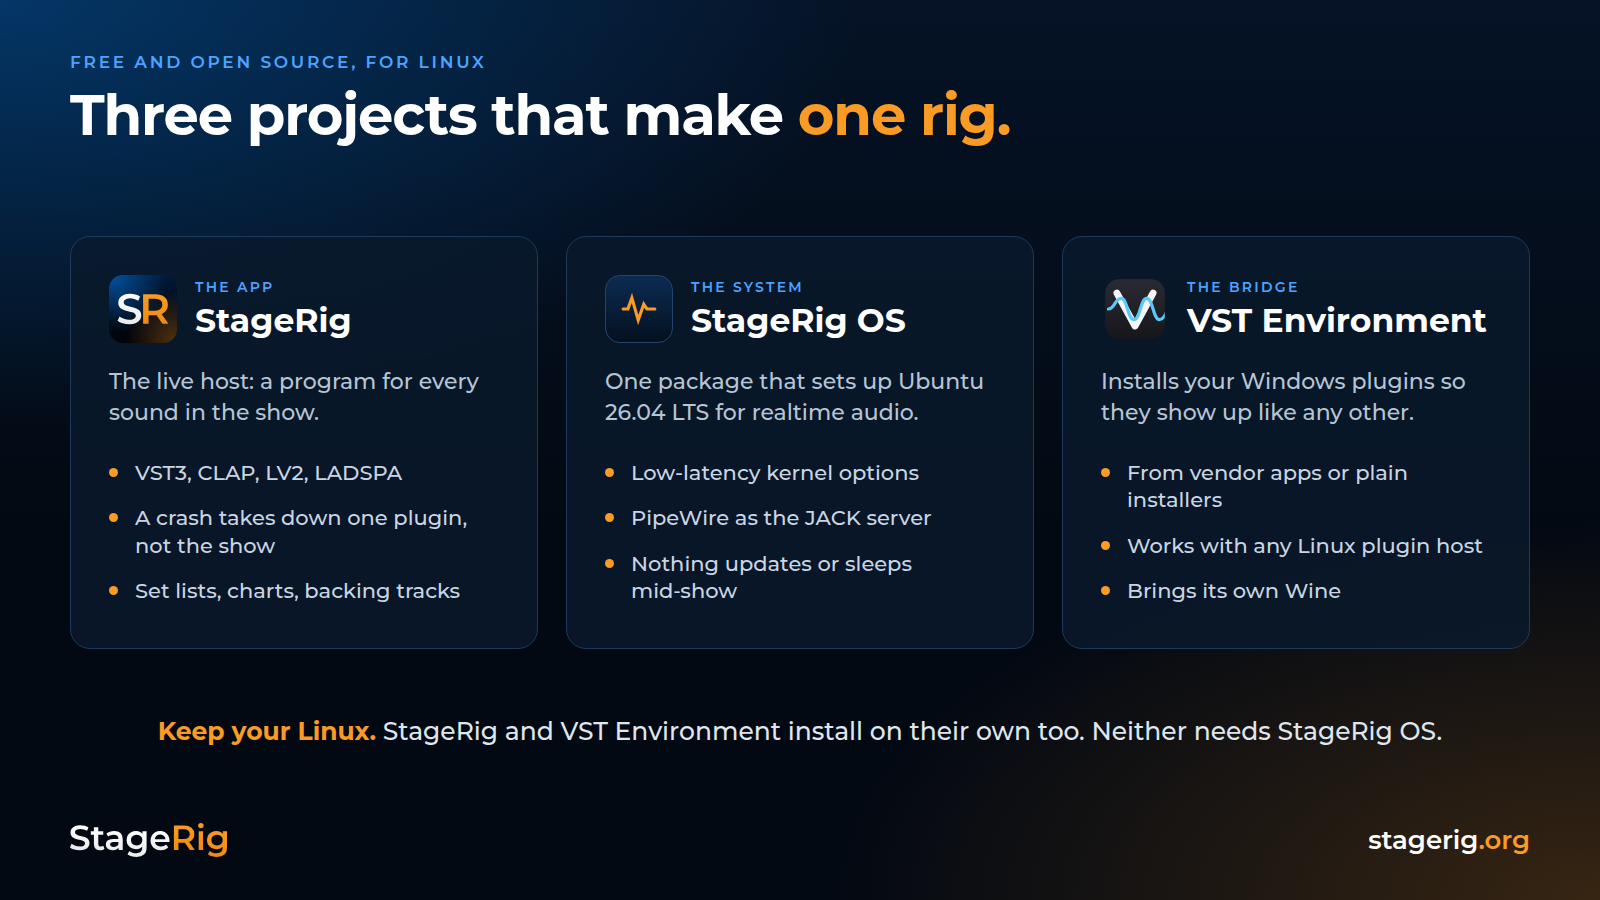 FREE AND OPEN SOURCE, FOR LINUX
Three projects that make one rig.
SR
THE APP
StageRig
The live host: a program for every
sound in the show.
VST3, CLAP, LV2, LADSPA
A crash takes down one plugin,
not the show
Set lists, charts, backing tracks
THE SYSTEM
StageRig OS
One package that sets up Ubuntu
26.04 LTS for realtime audio.
Low-latency kernel options
PipeWire as the JACK server
Nothing updates or sleeps
mid-show
THE BRIDGE
VST Environment
Installs your Windows plugins so
they show up like any other.
From vendor apps or plain
installers
Works with any Linux plugin host
Brings its own Wine
Keep your Linux. StageRig and VST Environment install on their own too. Neither needs StageRig OS.
StageRig
stagerig.org